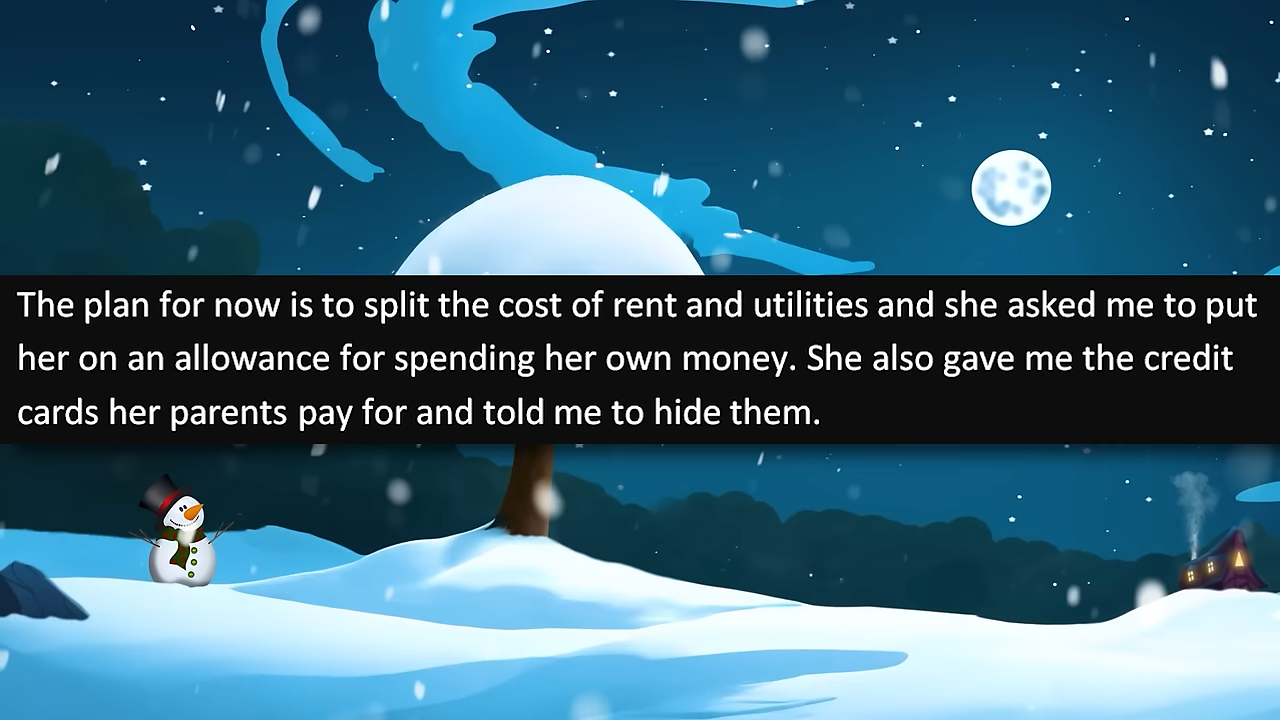 The plan for now is to split the cost of rent and utilities and she asked me to put
her on an allowance for spending her own money. She also gave me the credit
cards her parents pay for and told me to hide them.